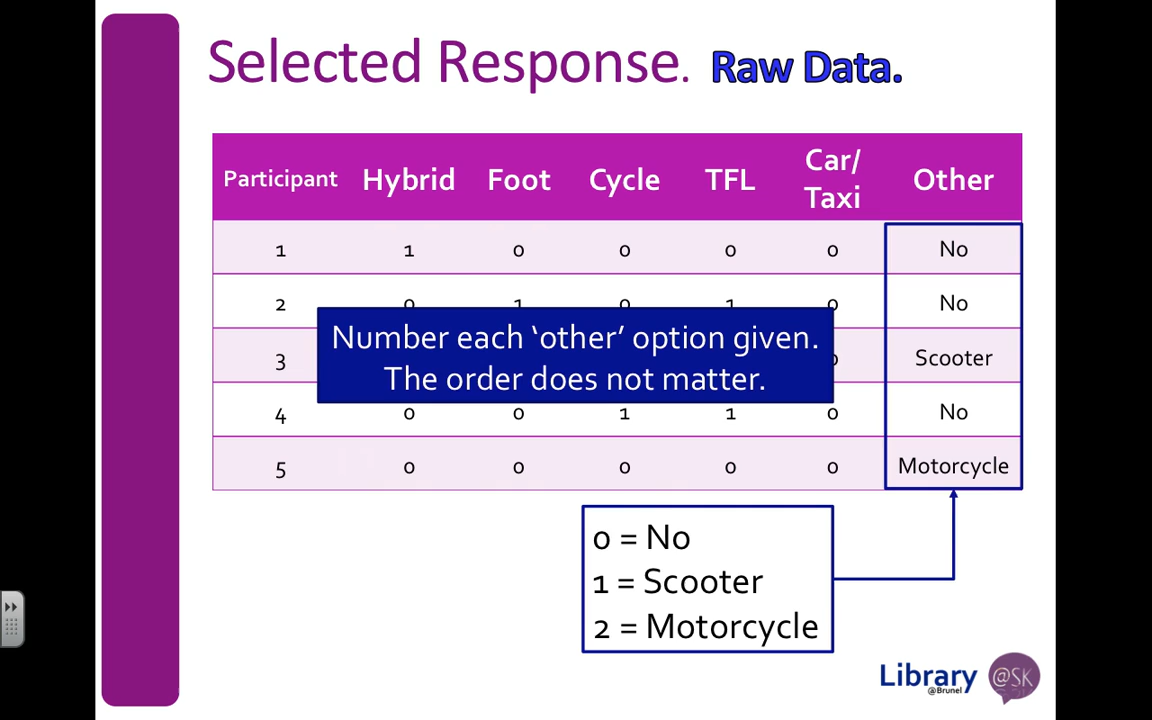 Selected Response. Raw Data.
Participant Hybrid Foot Cycle TFL Car/ Taxi Other
1 1 0 0 0 0 No
2 0 1 0 1 0 No
3 0 Scooter
Number each ‘other’ option given.
The order does not matter.
4 0 0 1 1 0 No
5 0 0 0 0 0 Motorcycle
0 = No
1 = Scooter
2 = Motorcycle
Library @SK
@Brunel